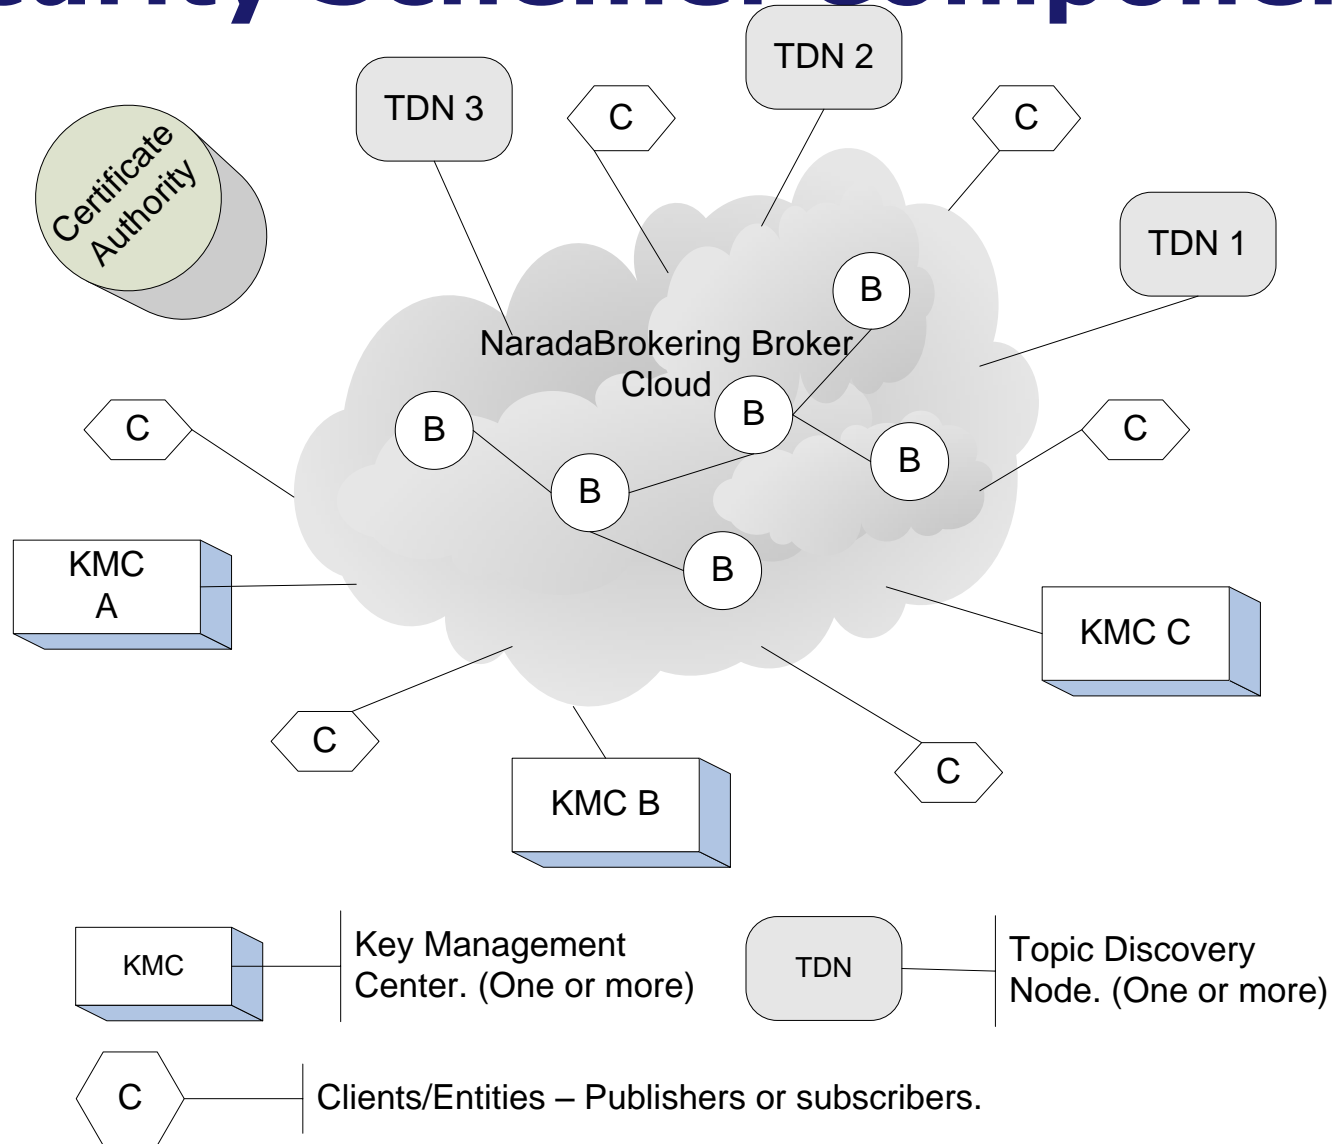 TDN 2
TDN 3
C
C
Certificate
Authority
TDN 1
B
NaradaBrokering Broker
Cloud
B
B
C
C
B
B
B
KMC
A
KMC C
C
C
KMC B
KMC
Key Management
Center. (One or more)
TDN
Topic Discovery
Node. (One or more)
C
Clients/Entities – Publishers or subscribers.